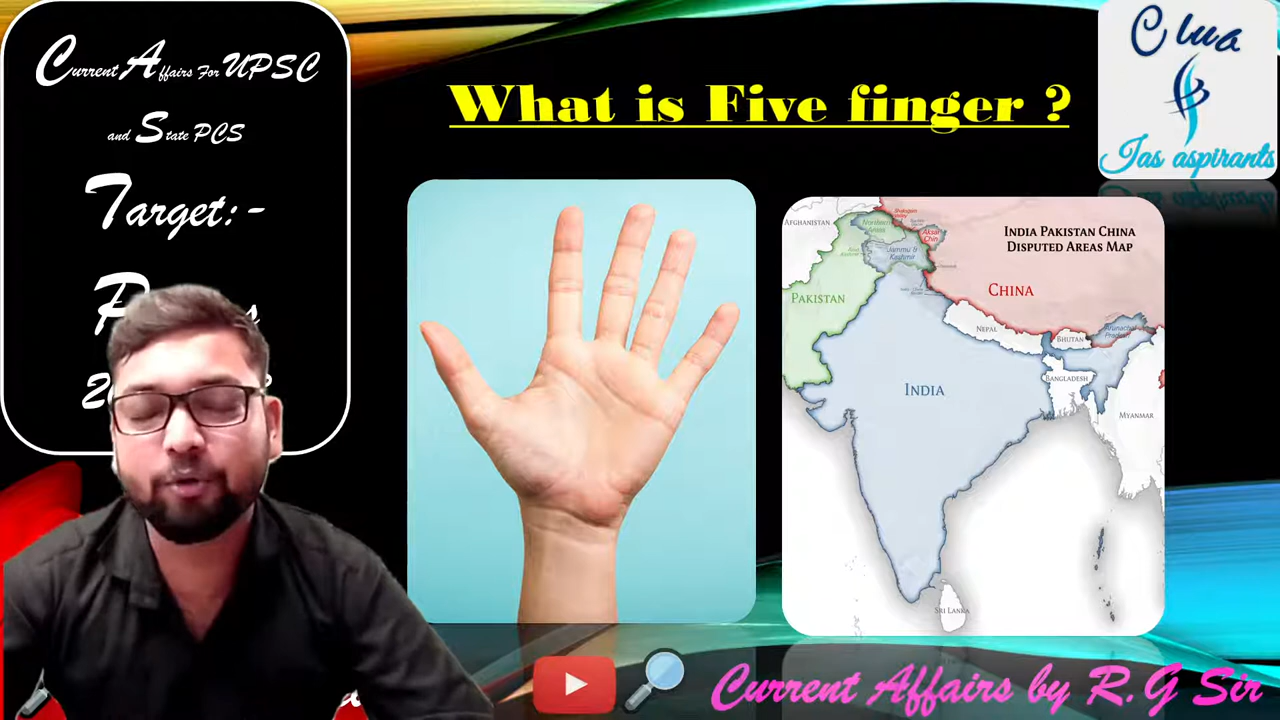 Current Affairs For UPSC
and State PCS
Target:-
What is Five finger ?
Clua
Ias aspirants
INDIA PAKISTAN CHINA
DISPUTED AREAS MAP
AFGHANISTAN
Northern
Areas
Aksai
Chin
Jammu &
Kashmir
PAKISTAN
CHINA
NEPAL
BHUTAN
Arunachal
Pradesh
INDIA
BANGLADESH
MYANMAR
SRI LANKA
Current Affairs by R.G Sir